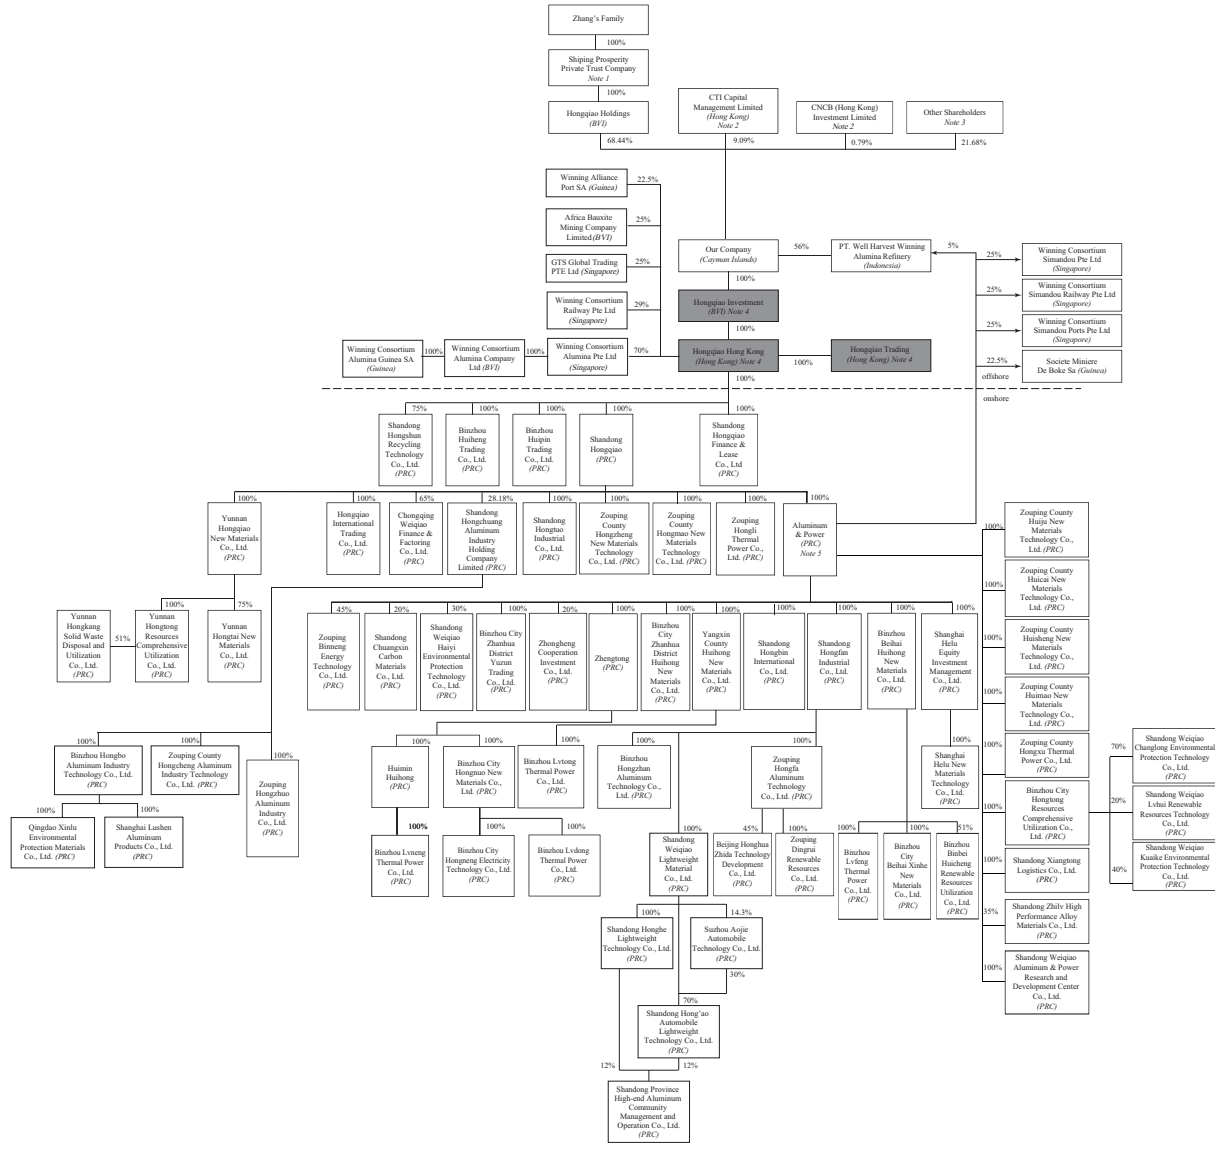 Zhang's Family
100%
Shiping Prosperity
Private Trust Company
Note 1
100%
Hongqiao Holdings
(BVI)
CTI Capital
Management Limited
(Hong Kong)
Note 2
CNCB (Hong Kong)
Investment Limited
Note 2
Other Shareholders
Note 3
68.44%
9.09%
0.79%
21.68%
Winning Alliance
Port SA (Guinea)
22.5%
Africa Bauxite
Mining Company
Limited (BVI)
25%
GTS Global Trading
PTE Ltd (Singapore)
25%
Winning Consortium
Railway Pte Ltd
(Singapore)
29%
Our Company
(Cayman Islands)
56%
PT. Well Harvest Winning
Alumina Refinery
(Indonesia)
5%
100%
Hongqiao Investment
(BVI) Note 4
100%
25%
Winning Consortium
Simandou Pte Ltd
(Singapore)
25%
Winning Consortium
Simandou Railway Pte Ltd
(Singapore)
25%
Winning Consortium
Simandou Ports Pte Ltd
(Singapore)
22.5%
Societe Miniere
De Boke Sa (Guinea)
Winning Consortium
Alumina Guinea SA
(Guinea)
100%
Winning Consortium
Alumina Company
Ltd (BVI)
100%
Winning Consortium
Alumina Pte Ltd
(Singapore)
70%
Hongqiao Hong Kong
(Hong Kong) Note 4
100%
Hongqiao Trading
(Hong Kong) Note 4
100%
offshore
onshore
75%
100%
100%
100%
100%
Shandong
Hongshun
Recycling
Technology
Co., Ltd.
(PRC)
Binzhou
Huiheng
Trading
Co., Ltd.
(PRC)
Binzhou
Huipin
Trading
Co., Ltd.
(PRC)
Shandong
Hongqiao
(PRC)
Shandong
Hongqiao
Finance &
Lease
Co., Ltd
(PRC)
100%
100%
65%
28.18%
100%
100%
100%
100%
100%
Yunnan
Hongqiao
New Materials
Co., Ltd.
(PRC)
Hongqiao
International
Trading
Co., Ltd.
(PRC)
Chongqing
Weiqiao
Finance &
Factoring
Co., Ltd.
(PRC)
Shandong
Hongchuang
Aluminum
Industry
Holding
Company
Limited (PRC)
Shandong
Hongtuo
Industrial
Co., Ltd.
(PRC)
Zouping
County
Hongzheng
New Materials
Technology
Co., Ltd.
(PRC)
Zouping
County
Hongmao New
Materials
Technology
Co., Ltd.
(PRC)
Zouping
Hongli
Thermal
Power Co.,
Ltd.
(PRC)
Aluminum
& Power
(PRC)
Note 5
100%
75%
Yunnan
Hongkang
Solid Waste
Disposal and
Utilization
Co., Ltd.
(PRC)
51%
Yunnan
Hongtong
Resources
Comprehensive
Utilization
Co., Ltd.
(PRC)
Yunnan
Hongtai New
Materials
Co., Ltd.
(PRC)
45%
20%
30%
100%
20%
100%
100%
100%
100%
100%
100%
100%
Zouping
Binneng
Energy
Technology
Co., Ltd.
(PRC)
Shandong
Chuangxin
Carbon
Materials
Co., Ltd.
(PRC)
Shandong
Weiqiao
Haiyi
Environmental
Protection
Technology
Co., Ltd.
(PRC)
Binzhou City
Zhanhua
District
Yuzun
Trading
Co., Ltd.
(PRC)
Zhonghe
Cooperation
Investment
Co., Ltd.
(PRC)
Zhengtong
(PRC)
Binzhou
City
Zhanhua
District
Huihong
New
Materials
Co., Ltd.
(PRC)
Yangxin
County
Huihong
New
Materials
Co., Ltd.
(PRC)
Shandong
Hongbin
International
Co., Ltd.
(PRC)
Shandong
Hongfan
Industrial
Co., Ltd.
(PRC)
Binzhou
Beihai
Huihong
New
Materials
Co., Ltd.
(PRC)
Shanghai
Helu
Equity
Investment
Management
Co., Ltd.
(PRC)
100%
Zouping County
Huiju New
Materials
Technology Co.,
Ltd. (PRC)
100%
Zouping County
Huicai New
Materials
Technology Co.,
Ltd. (PRC)
100%
Zouping County
Huisheng New
Materials
Technology Co.,
Ltd. (PRC)
100%
Zouping County
Huimao New
Materials
Technology
Co., Ltd.
(PRC)
100%
Zouping County
Hongxu Thermal
Power Co., Ltd.
(PRC)
100%
Binzhou City
Hongtong
Resources
Comprehensive
Utilization Co.,
Ltd. (PRC)
100%
Shandong Xiangtong
Logistics Co., Ltd.
(PRC)
35%
Shandong Zhilv High
Performance Alloy
Materials Co., Ltd.
(PRC)
100%
Shandong Weiqiao
Aluminum & Power
Research and
Development Center
Co., Ltd.
(PRC)
70%
Shandong Weiqiao
Changlong Environmental
Protection Technology
Co., Ltd.
(PRC)
20%
Shandong Weiqiao
Lvhui Renewable
Resources Technology
Co., Ltd.
(PRC)
40%
Shandong Weiqiao
Kuaike Environmental
Protection Technology
Co., Ltd.
(PRC)
100%
100%
100%
Binzhou Hongbo
Aluminum Industry
Technology Co., Ltd.
(PRC)
Zouping County
Hongcheng Aluminum
Industry Technology
Co., Ltd. (PRC)
Zouping
Hongzhuo
Aluminum
Industry
Co., Ltd.
(PRC)
100%
100%
Qingdao Xinlu
Environmental
Protection Materials
Co., Ltd. (PRC)
Shanghai Lushen
Aluminum
Products Co., Ltd.
(PRC)
100%
100%
100%
100%
100%
100%
Huimin
Huihong
(PRC)
Binzhou City
Hongnuo New
Materials Co.,
Ltd.
(PRC)
Binzhou Lvtong
Thermal Power
Co., Ltd.
(PRC)
Binzhou
Hongzhan
Aluminum
Technology
Co., Ltd.
(PRC)
Zouping
Hongfa
Aluminum
Technology
Co., Ltd.
(PRC)
Shanghai
Helu New
Materials
Technology
Co., Ltd.
(PRC)
100%
100%
100%
100%
45%
100%
100%
100%
51%
Binzhou Lvneng
Thermal Power
Co., Ltd.
(PRC)
Binzhou City
Hongneng Electricity
Technology Co., Ltd.
(PRC)
Binzhou Lvdong
Thermal Power
Co., Ltd.
(PRC)
Shandong
Weiqiao
Lightweight
Material
Co., Ltd.
(PRC)
Beijing Honghua
Zhida Technology
Development
Co., Ltd.
(PRC)
Zouping
Dingrui
Renewable
Resources
Co., Ltd.
(PRC)
Binzhou
Lvfeng
Thermal
Power
Co., Ltd.
(PRC)
Binzhou
City
Beihai Xinhe
New
Materials
Co., Ltd.
(PRC)
Binzhou
Binbei
Huicheng
Renewable
Resources
Utilization
Co., Ltd.
(PRC)
100%
14.3%
Shandong Honghe
Lightweight
Technology Co., Ltd.
(PRC)
Suzhou Aojie
Automobile
Technology Co., Ltd.
(PRC)
30%
70%
Shandong Hong'ao
Automobile
Lightweight
Technology Co., Ltd.
(PRC)
12%
12%
Shandong Province
High-end Aluminum
Community
Management and
Operation Co., Ltd.
(PRC)